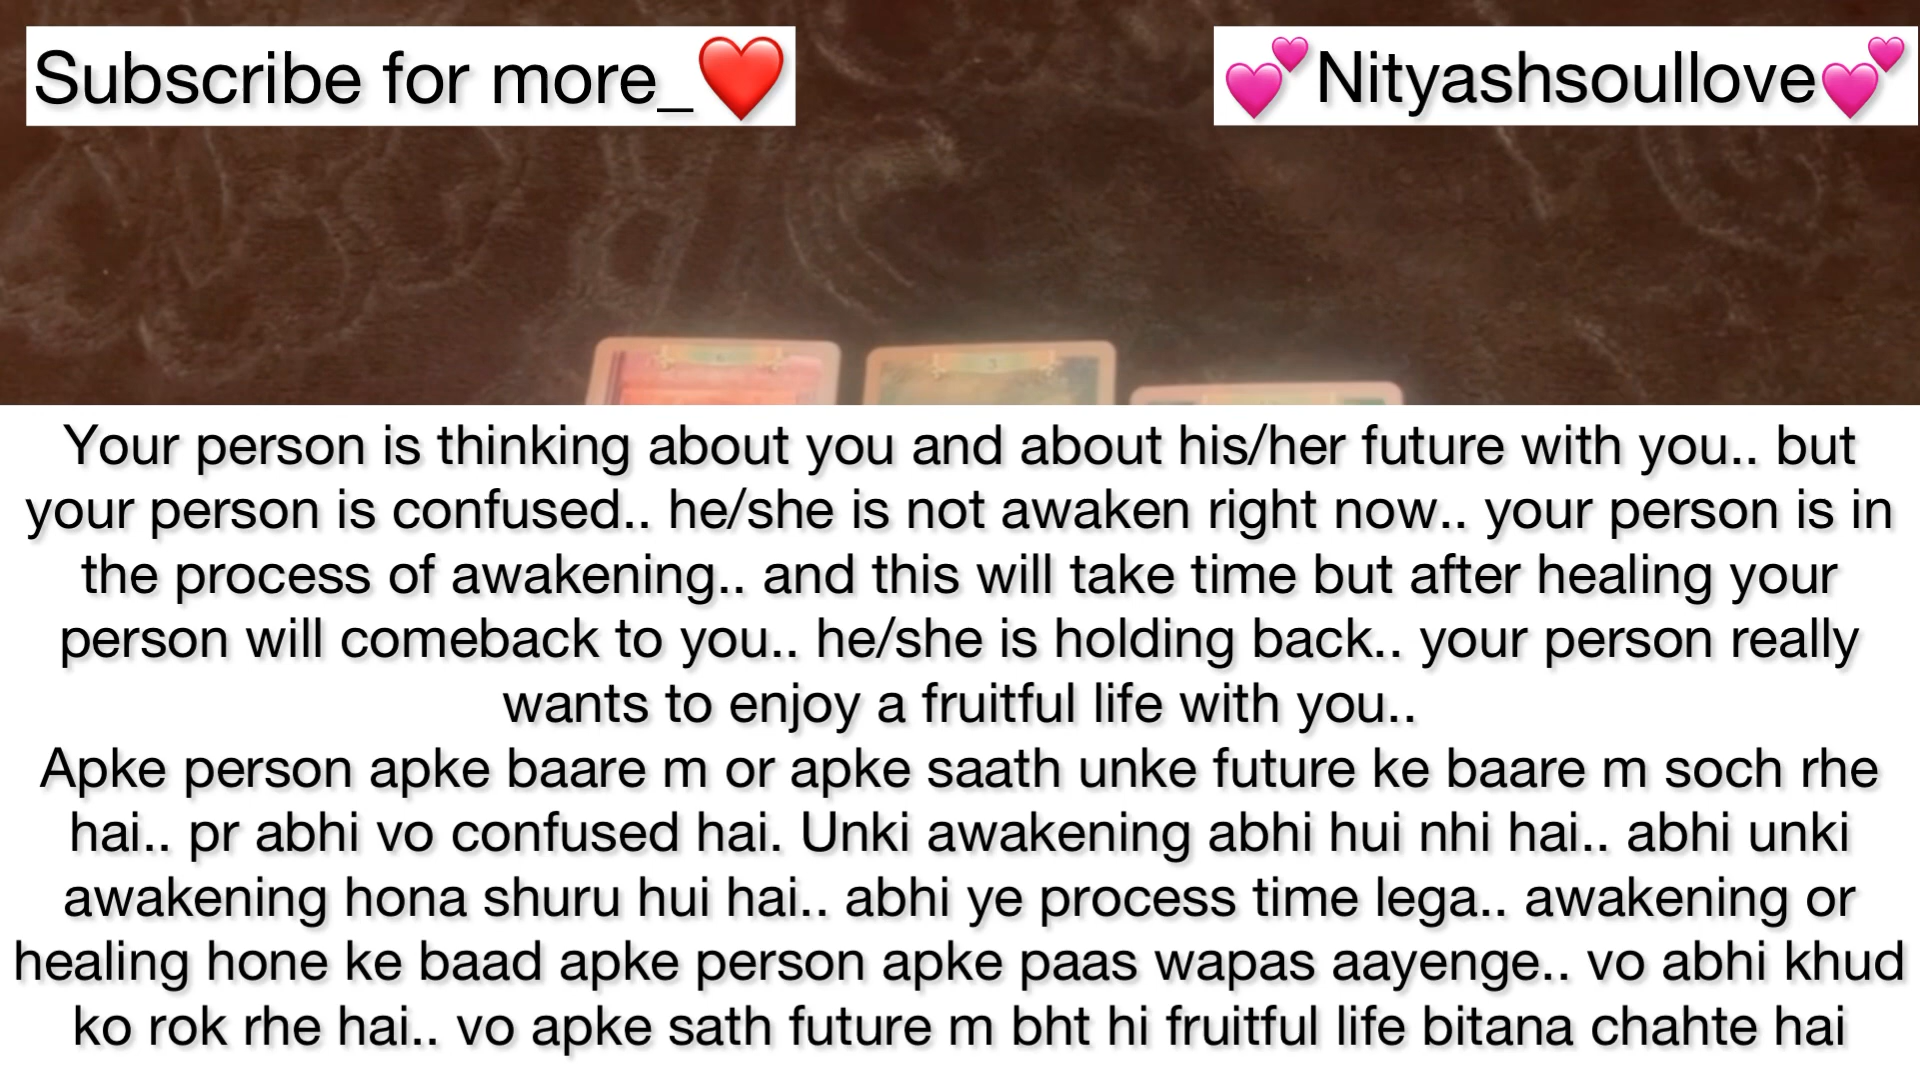 Subscribe for more_❤️
💕Nityashsoullove💕
3
Your person is thinking about you and about his/her future with you.. but
your person is confused.. he/she is not awaken right now.. your person is in
the process of awakening.. and this will take time but after healing your
person will comeback to you.. he/she is holding back.. your person really
wants to enjoy a fruitful life with you..
Apke person apke baare m or apke saath unke future ke baare m soch rhe
hai.. pr abhi vo confused hai. Unki awakening abhi hui nhi hai.. abhi unki
awakening hona shuru hui hai.. abhi ye process time lega.. awakening or
healing hone ke baad apke person apke paas wapas aayenge.. vo abhi khud
ko rok rhe hai.. vo apke sath future m bht hi fruitful life bitana chahte hai